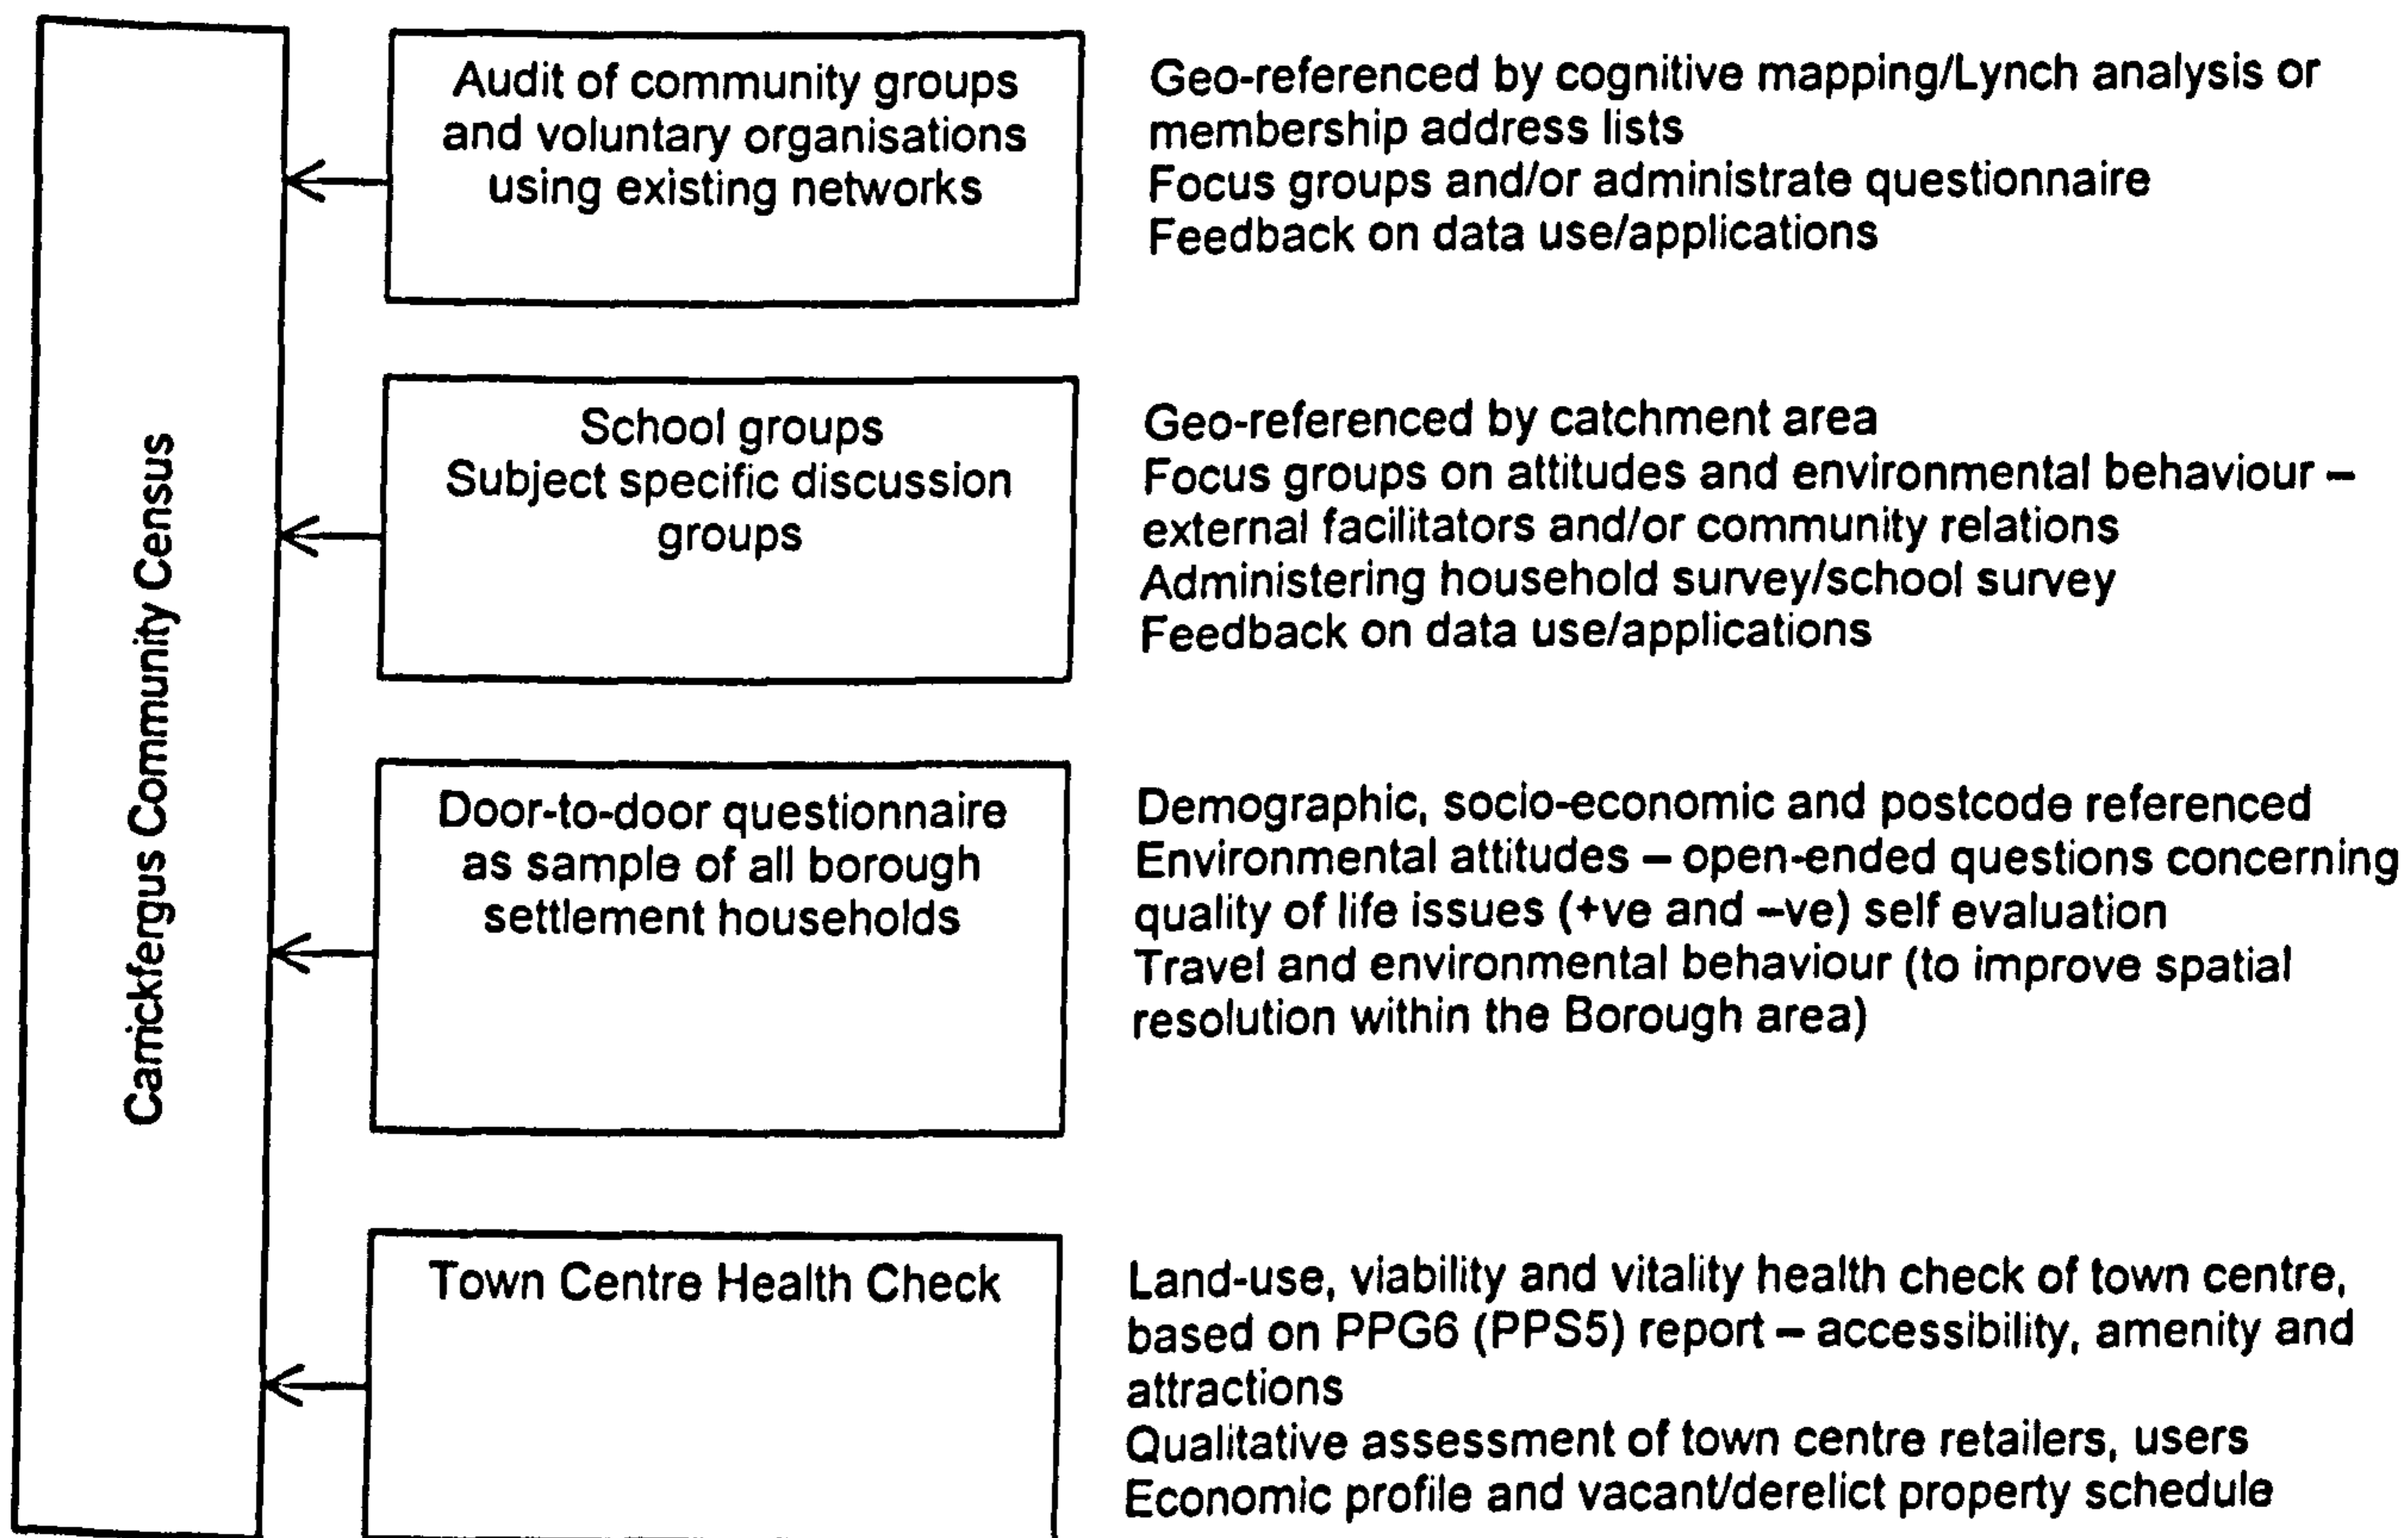 Carrickfergus Community Census
Audit of community groups
and voluntary organisations
using existing networks
Geo-referenced by cognitive mapping/Lynch analysis or
membership address lists
Focus groups and/or administrate questionnaire
Feedback on data use/applications
School groups
Subject specific discussion
groups
Geo-referenced by catchment area
Focus groups on attitudes and environmental behaviour –
external facilitators and/or community relations
Administering household survey/school survey
Feedback on data use/applications
Door-to-door questionnaire
as sample of all borough
settlement households
Demographic, socio-economic and postcode referenced
Environmental attitudes – open-ended questions concerning
quality of life issues (+ve and –ve) self evaluation
Travel and environmental behaviour (to improve spatial
resolution within the Borough area)
Town Centre Health Check
Land-use, viability and vitality health check of town centre,
based on PPG6 (PPS5) report – accessibility, amenity and
attractions
Qualitative assessment of town centre retailers, users
Economic profile and vacant/derelict property schedule